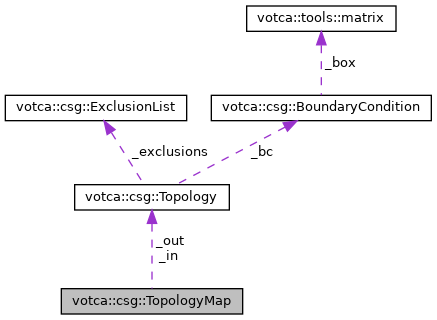 votca::tools::matrix
_box
votca::csg::ExclusionList
votca::csg::BoundaryCondition
_exclusions
_bc
votca::csg::Topology
_out
_in
votca::csg::TopologyMap